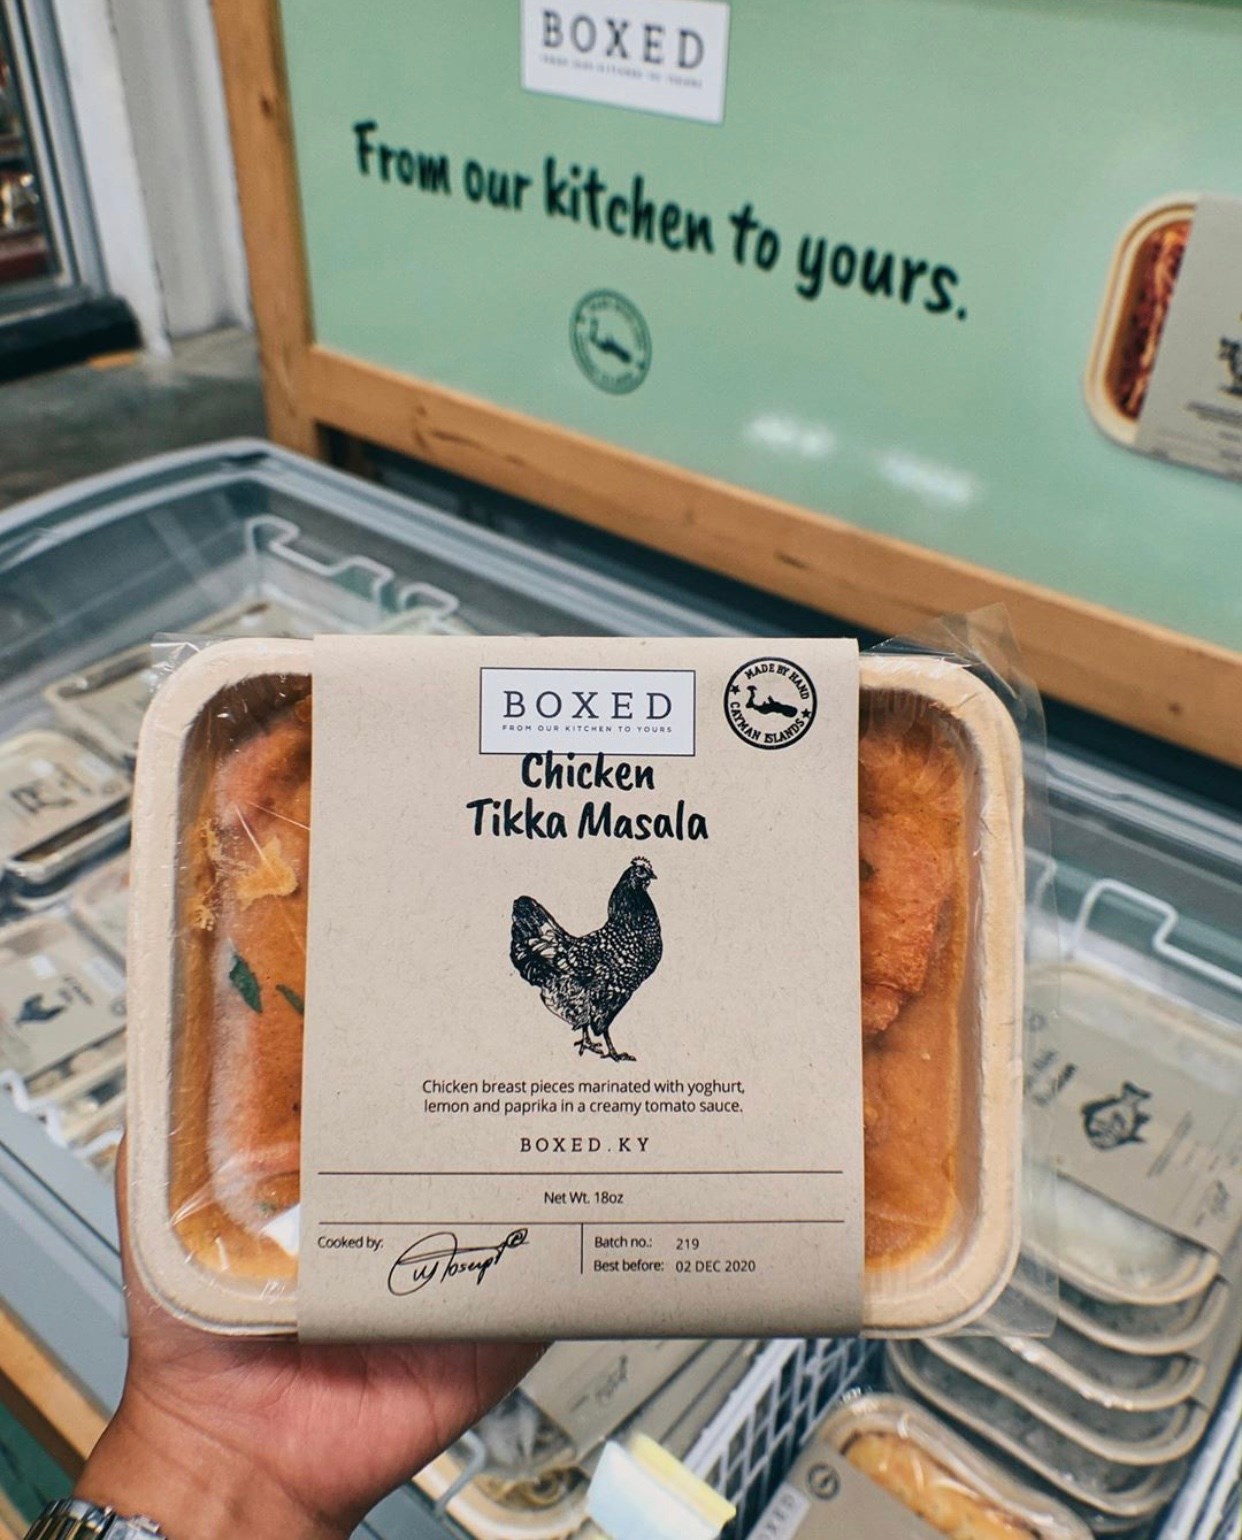 BOXED
From our kitchen to yours.
BOXED
FROM OUR KITCHEN TO YOURS
MADE BY HAND
CAYMAN ISLANDS
Chicken
Tikka Masala
Chicken breast pieces marinated with yoghurt,
lemon and paprika in a creamy tomato sauce.
BOXED.KY
Net Wt. 18oz
Cooked by:
Batch no.: 219
Best before: 02 DEC 2020
BOXED